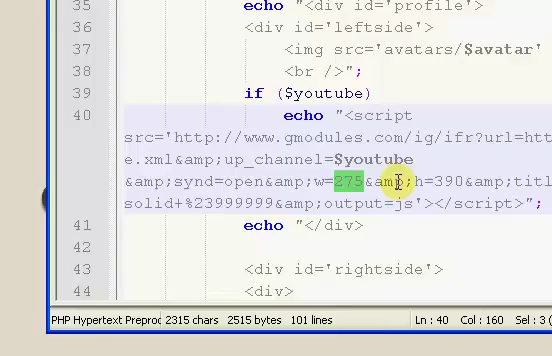 35 echo "<div id='profile'>
36 <div id='leftside'>
37 <img src='avatars/$avatar'
38 <br />";
39 if ($youtube)
40 echo "<script
src='http://www.gmodules.com/ig/ifr?url=htt
e.xml&amp;up_channel=$youtube
&amp;synd=open&amp;w=275&amp;h=390&amp;titl
solid+%23999999&amp;output=js'></script>";
41 echo "</div>
42
43 <div id='rightside'>
44 <div>
PHP Hypertext Preproc 2315 chars 2515 bytes 101 lines Ln : 40 Col : 160 Sel : 3 (